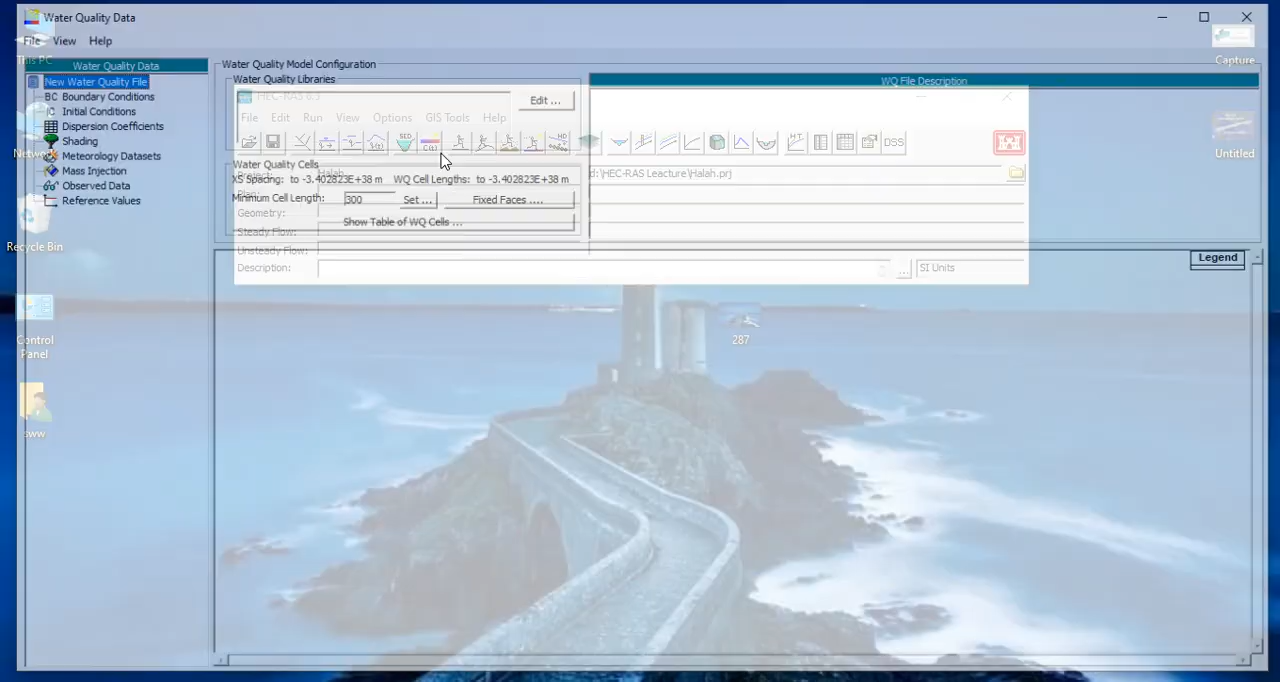 Water Quality Data
File View Help
Water Quality Data
New Water Quality File
BC Boundary Conditions
IC Initial Conditions
Dispersion Coefficients
Shading
Meteorology Datasets
Mass Injection
Observed Data
Reference Values
Water Quality Model Configuration
Water Quality Libraries
Edit ...
WQ File Description
Water Quality Cells
XS Spacing: to -3.402823E+38 m WQ Cell Lengths: to -3.402823E+38 m
Minimum Cell Length: 300 Set ... Fixed Faces ....
Show Table of WQ Cells ...
Legend
HEC-RAS 6.5
File Edit Run View Options GIS Tools Help
SED
DSS
Project: Halah d:\HEC-RAS Leacture\Halah.prj
Plan:
Geometry:
Steady Flow:
Unsteady Flow:
Description: ... SI Units
This PC
Network
Recycle Bin
Control
Panel
Capture
Untitled
287